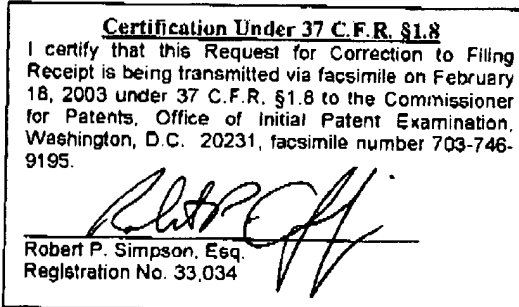 Certification Under 37 C.F.R. §1.8
I certify that this Request for Correction to Filing
Receipt is being transmitted via facsimile on February
18, 2003 under 37 C.F.R. §1.8 to the Commissioner
for Patents, Office of Initial Patent Examination,
Washington, D.C. 20231, facsimile number 703-746-
9195.
Robert P. Simpson, Esq.
Registration No. 33,034